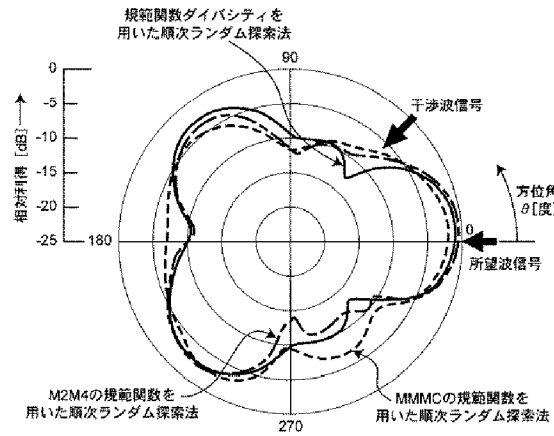 規範関数ダイバシティを
用いた順次ランダム探索法
0
-5
-10
-15
-20
-25
相対利得 [dB]
90
干渉波信号
方位角
θ[度]
0
所望波信号
180
M2M4の規範関数を
用いた順次ランダム探索法
MMMCの規範関数を
用いた順次ランダム探索法
270